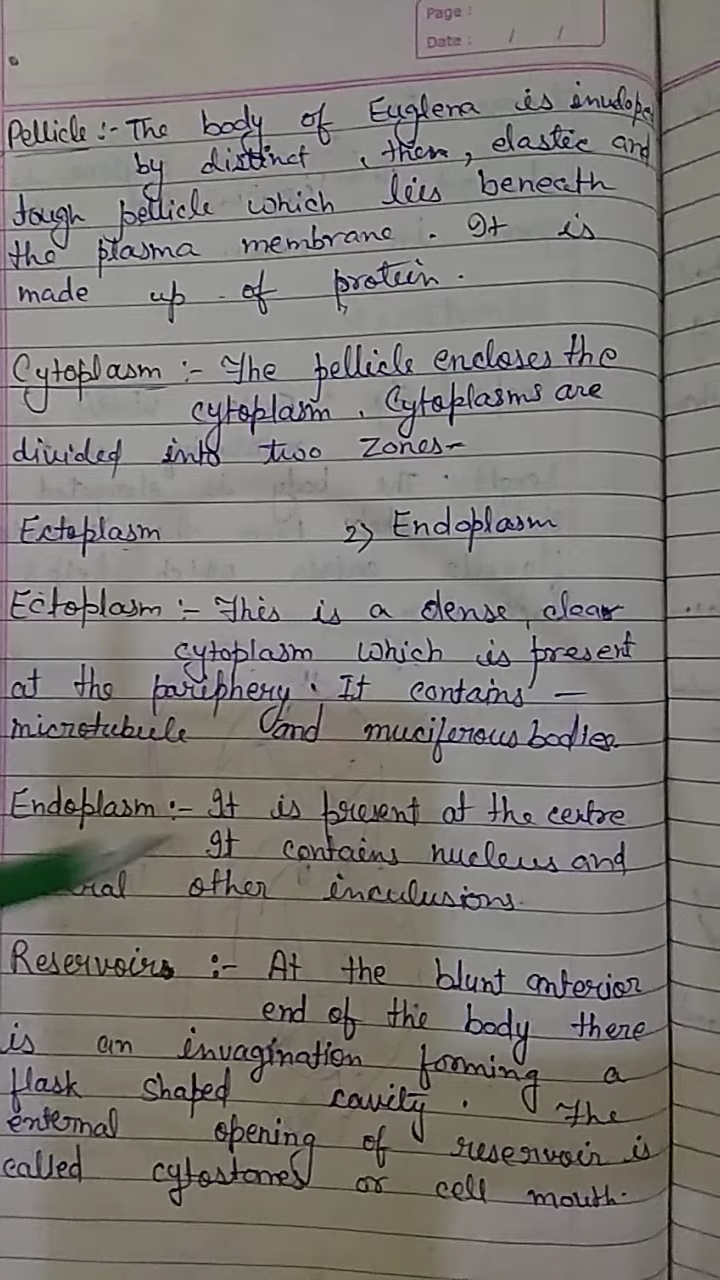 Page :
Date : / /
Pellicle :- The body of Euglena is invdope
by distinct , them, elastic and
tough pellicle which lies beneath
the plasma membrane. It is
made up of protein.
Cytoplasm :- The pellicle encloses the
cytoplasm. Cytoplasms are
divided into two zones-
Ectoplasm 2) Endoplasm
Ectoplasm :- This is a dense, clear
cytoplasm which is present
at the pariphery. It contains -
microtubule and muciferous bodies
Endoplasm :- It is present at the centre
It contains nucleus and
other inculusions.
Reservoirs :- At the blunt anterior
end of the body there
is an invagination forming a
flask shaped cavity. The
external opening of reservoir is
called cytostomes or cell mouth.